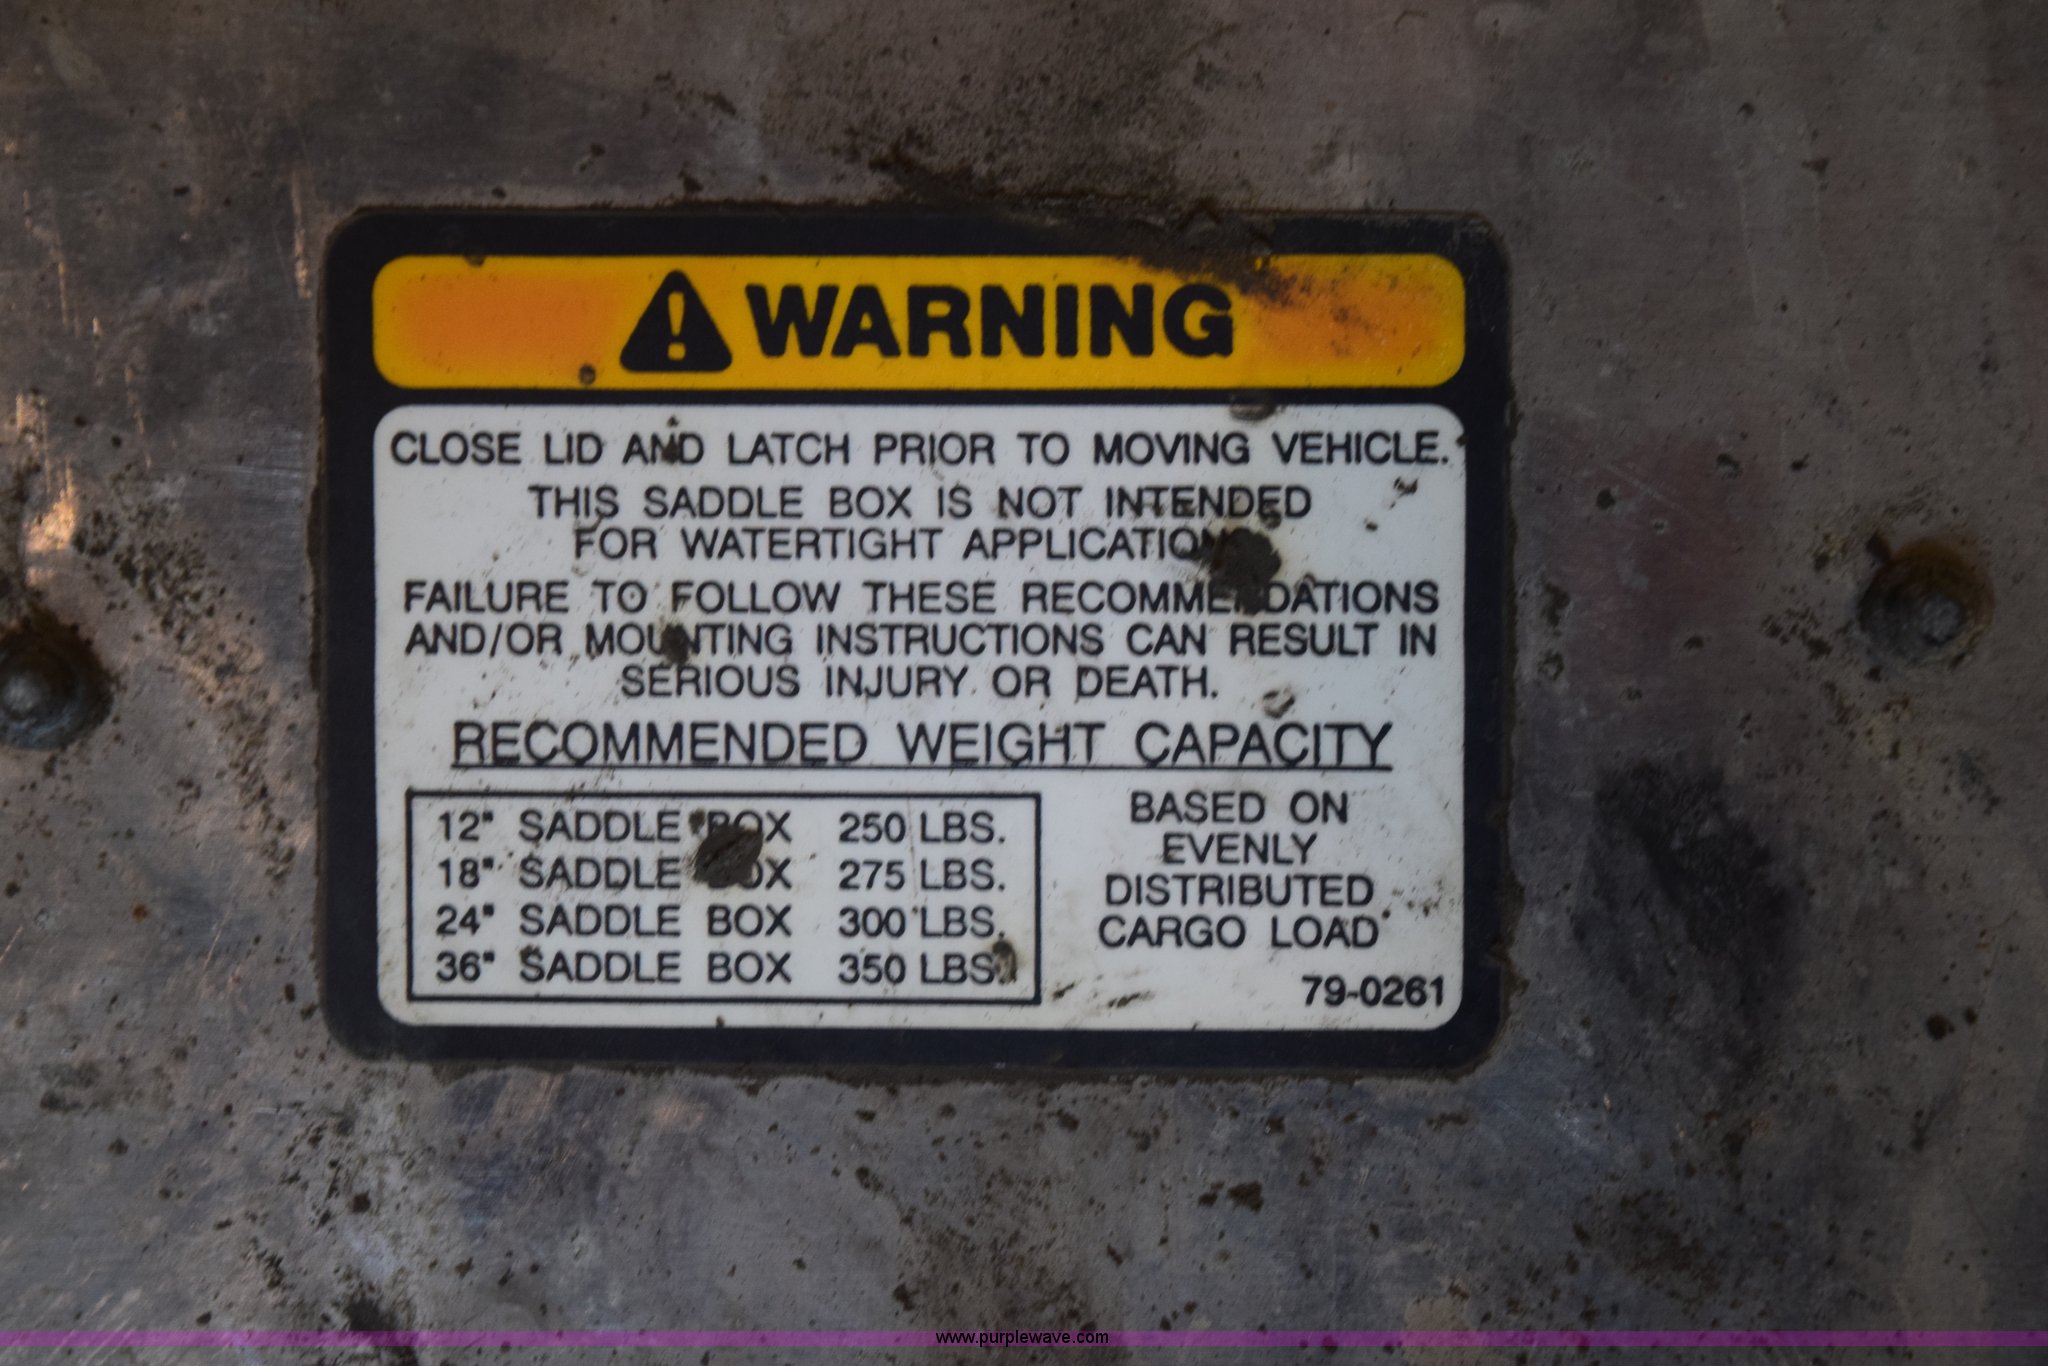 WARNING
CLOSE LID AND LATCH PRIOR TO MOVING VEHICLE.
THIS SADDLE BOX IS NOT INTENDED
FOR WATERTIGHT APPLICATIONS
FAILURE TO FOLLOW THESE RECOMMENDATIONS
AND/OR MOUNTING INSTRUCTIONS CAN RESULT IN
SERIOUS INJURY OR DEATH.
RECOMMENDED WEIGHT CAPACITY
12" SADDLE BOX 250 LBS.
18" SADDLE BOX 275 LBS.
24" SADDLE BOX 300 LBS.
36" SADDLE BOX 350 LBS.
BASED ON
EVENLY
DISTRIBUTED
CARGO LOAD
79-0261
www.purplewave.com